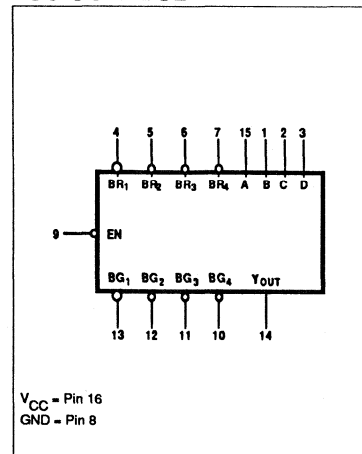 4 5 6 7 15 1 2 3
BR1 BR2 BR3 BR4 A B C D
9 EN
BG1 BG2 BG3 BG4 YOUT
13 12 11 10 14
VCC = Pin 16
GND = Pin 8